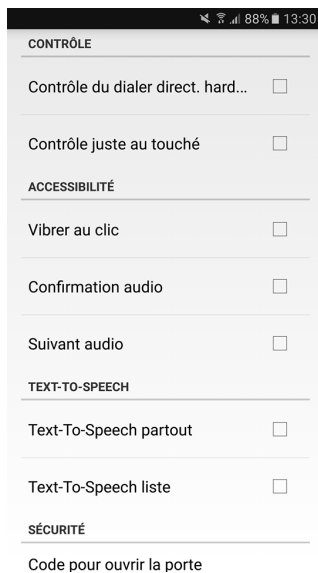 88% 13:30
CONTRÔLE
Contrôle du dialer direct. hard...
Contrôle juste au touché
ACCESSIBILITÉ
Vibrer au clic
Confirmation audio
Suivant audio
TEXT-TO-SPEECH
Text-To-Speech partout
Text-To-Speech liste
SÉCURITÉ
Code pour ouvrir la porte